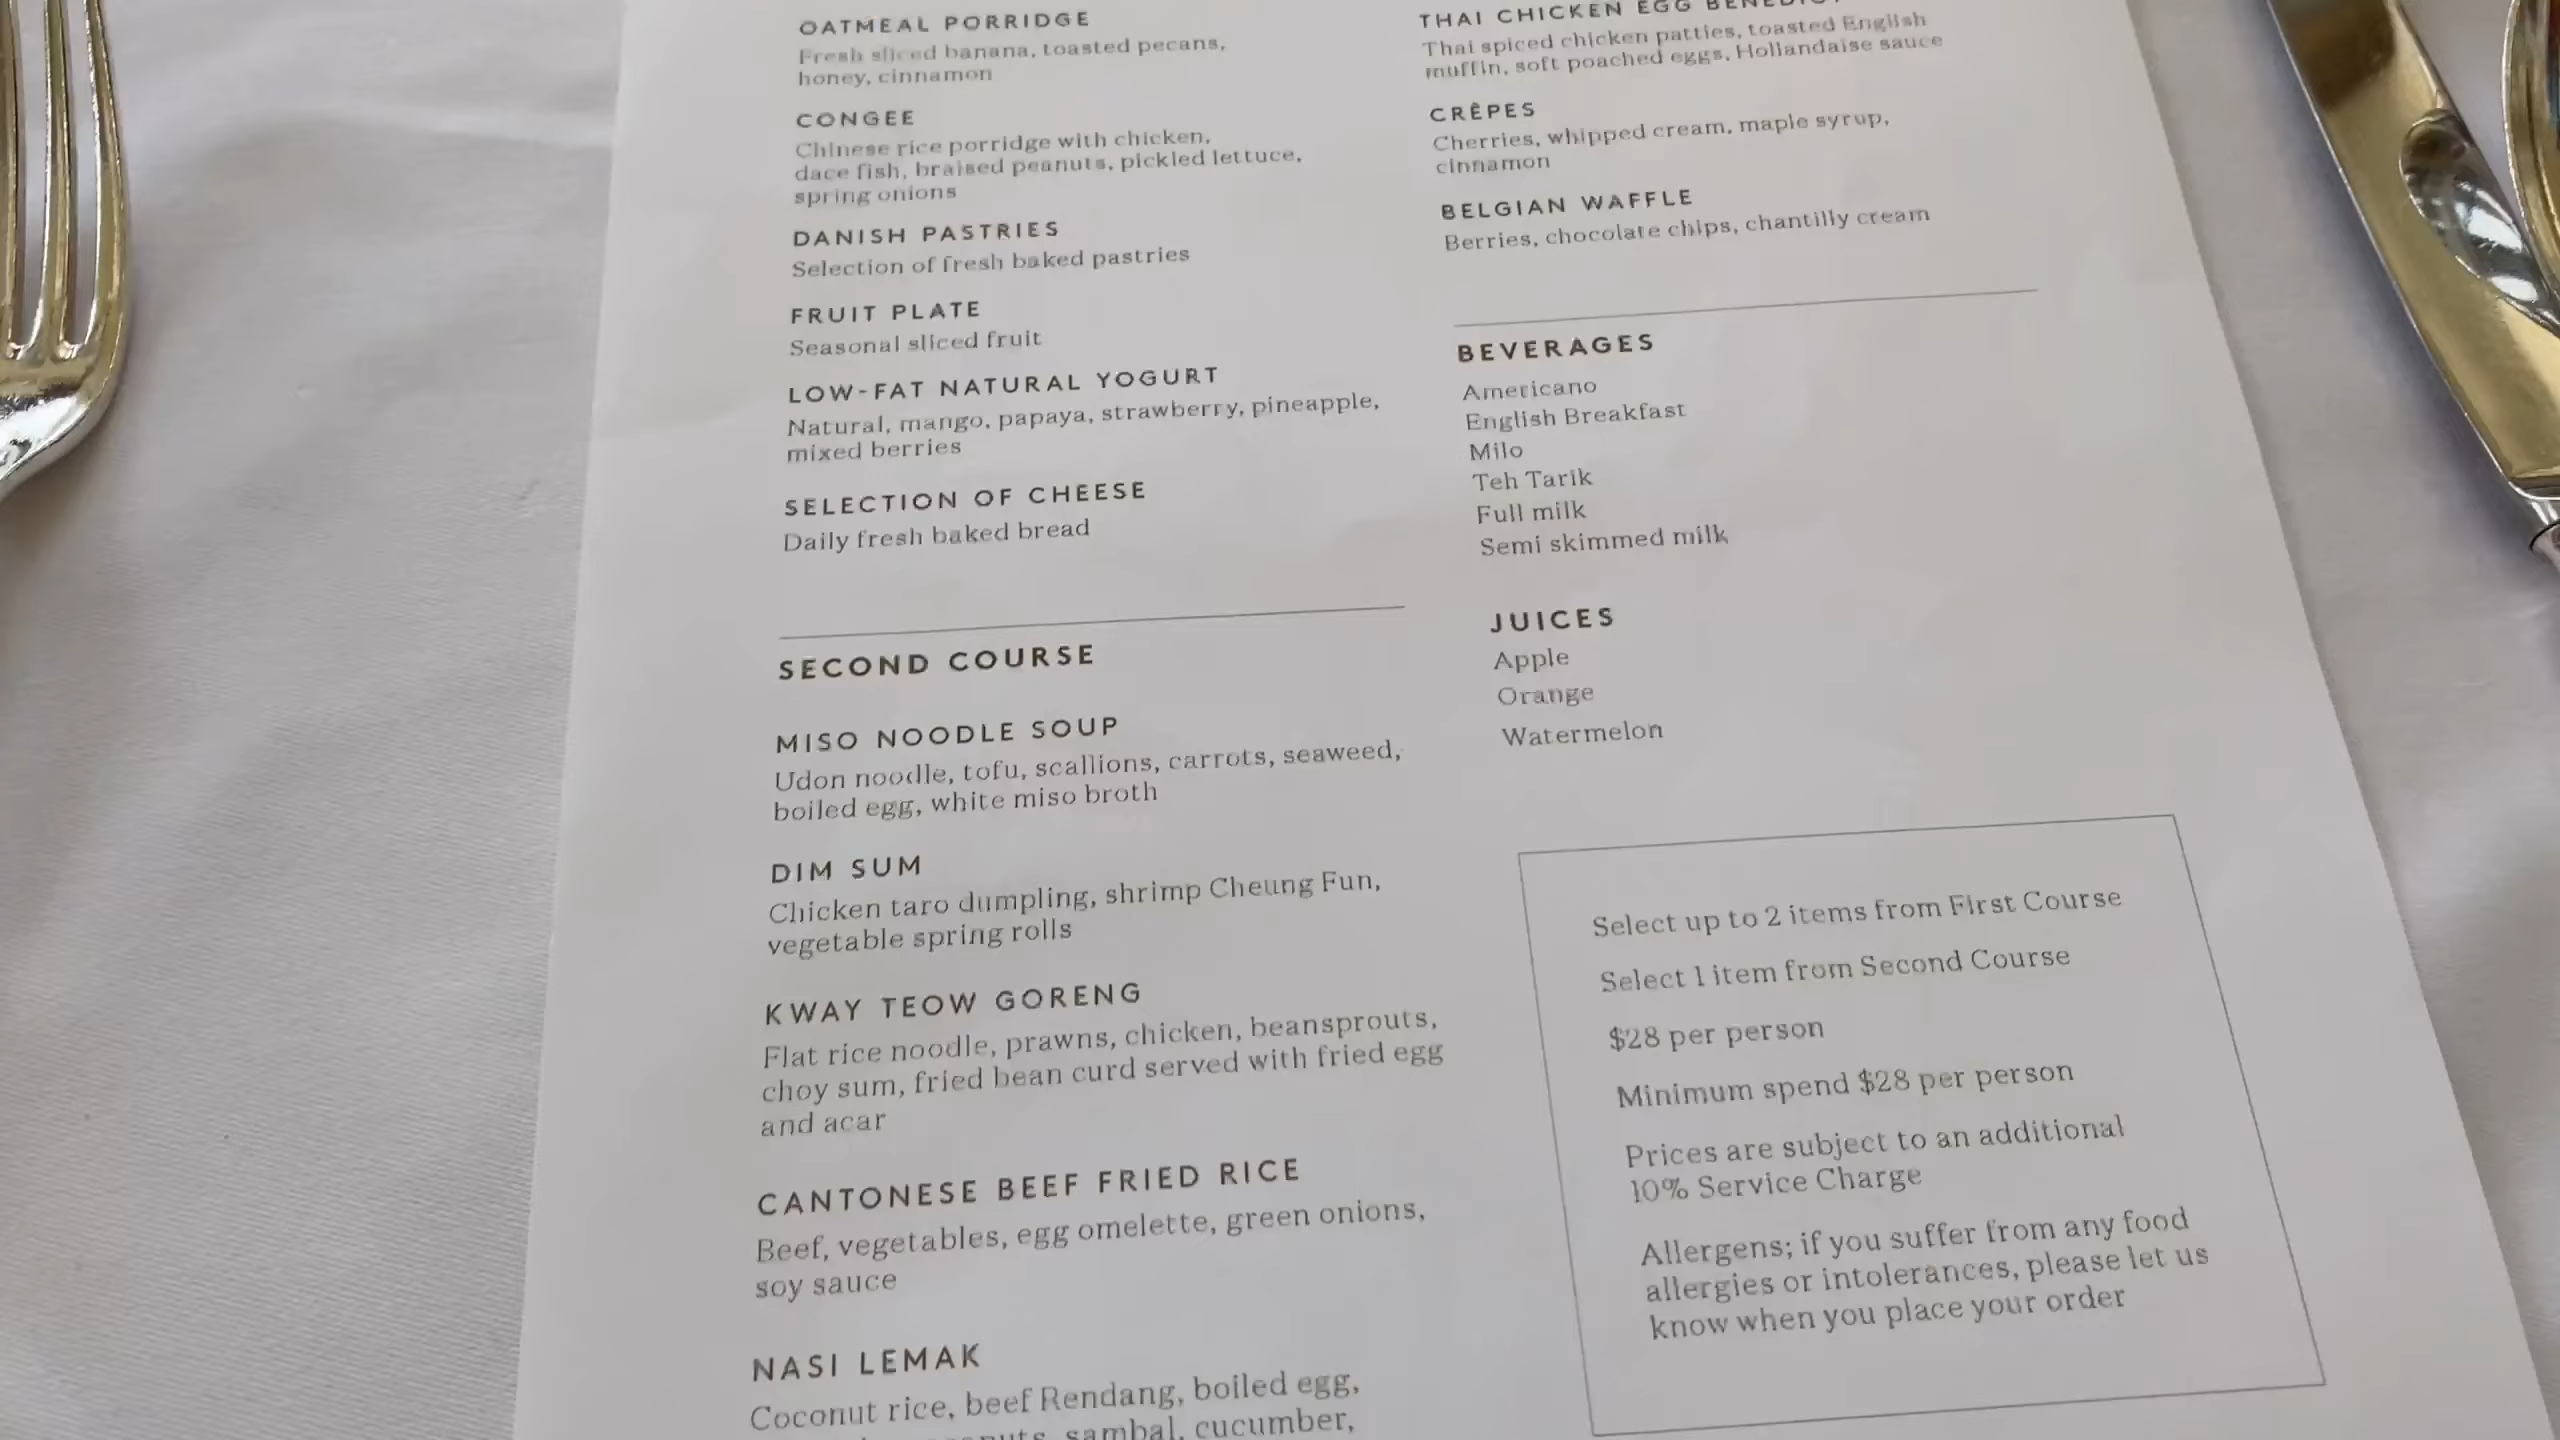 OATMEAL PORRIDGE
Fresh sliced banana, toasted pecans,
honey, cinnamon
CONGEE
Chinese rice porridge with chicken,
dace fish, braised peanuts, pickled lettuce,
spring onions
DANISH PASTRIES
Selection of fresh baked pastries
FRUIT PLATE
Seasonal sliced fruit
LOW-FAT NATURAL YOGURT
Natural, mango, papaya, strawberry, pineapple,
mixed berries
SELECTION OF CHEESE
Daily fresh baked bread
SECOND COURSE
MISO NOODLE SOUP
Udon noodle, tofu, scallions, carrots, seaweed,
boiled egg, white miso broth
DIM SUM
Chicken taro dumpling, shrimp Cheung Fun,
vegetable spring rolls
KWAY TEOW GORENG
Flat rice noodle, prawns, chicken, beansprouts,
choy sum, fried bean curd served with fried egg
and acar
CANTONESE BEEF FRIED RICE
Beef, vegetables, egg omelette, green onions,
soy sauce
NASI LEMAK
Coconut rice, beef Rendang, boiled egg,
sambal, cucumber,
THAI CHICKEN EGG
Thai spiced chicken patties, toasted English
muffin, soft poached eggs, Hollandaise sauce
CRÊPES
Cherries, whipped cream, maple syrup,
cinnamon
BELGIAN WAFFLE
Berries, chocolate chips, chantilly cream
BEVERAGES
Americano
English Breakfast
Milo
Teh Tarik
Full milk
Semi skimmed milk
JUICES
Apple
Orange
Watermelon
Select up to 2 items from First Course
Select 1 item from Second Course
$28 per person
Minimum spend $28 per person
Prices are subject to an additional
10% Service Charge
Allergens; if you suffer from any food
allergies or intolerances, please let us
know when you place your order